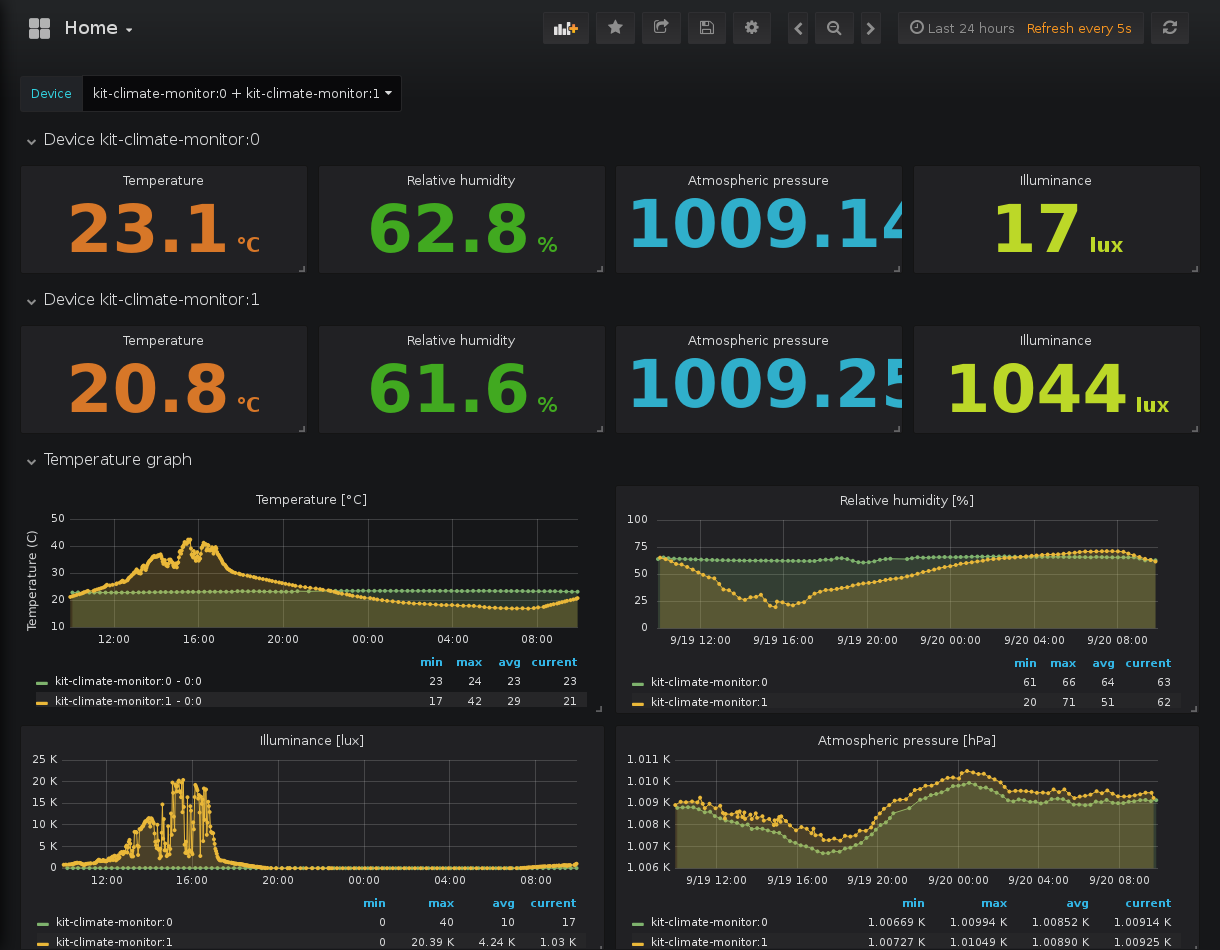 Home
Last 24 hours Refresh every 5s
Device kit-climate-monitor:0 + kit-climate-monitor:1
Device kit-climate-monitor:0
Temperature Relative humidity Atmospheric pressure Illuminance
23.1 °C 62.8 % 1009.14 17 lux
Device kit-climate-monitor:1
Temperature Relative humidity Atmospheric pressure Illuminance
20.8 °C 61.6 % 1009.25 1044 lux
Temperature graph
Temperature [°C]
Temperature (C)
50
40
30
20
10
12:00 16:00 20:00 00:00 04:00 08:00
min max avg current
kit-climate-monitor:0 - 0:0 23 24 23 23
kit-climate-monitor:1 - 0:0 17 42 29 21
Relative humidity [%]
100
75
50
25
0
9/19 12:00 9/19 16:00 9/19 20:00 9/20 00:00 9/20 04:00 9/20 08:00
min max avg current
kit-climate-monitor:0 61 66 64 63
kit-climate-monitor:1 20 71 51 62
Illuminance [lux]
25 K
20 K
15 K
10 K
5 K
0
12:00 16:00 20:00 00:00 04:00 08:00
min max avg current
kit-climate-monitor:0 0 40 10 17
kit-climate-monitor:1 0 20.39 K 4.24 K 1.03 K
Atmospheric pressure [hPa]
1.011 K
1.010 K
1.009 K
1.008 K
1.007 K
1.006 K
9/19 12:00 9/19 16:00 9/19 20:00 9/20 00:00 9/20 04:00 9/20 08:00
min max avg current
kit-climate-monitor:0 1.00669 K 1.00994 K 1.00852 K 1.00914 K
kit-climate-monitor:1 1.00727 K 1.01049 K 1.00890 K 1.00925 K